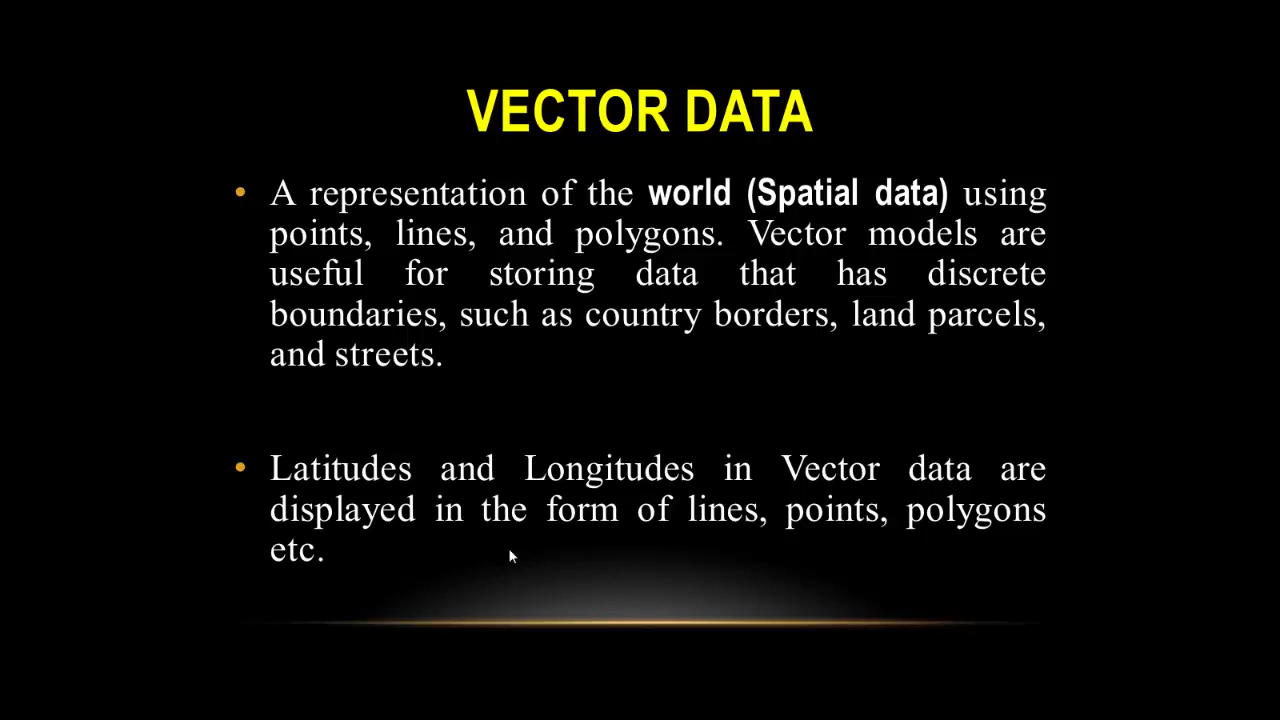 VECTOR DATA
• A representation of the world (Spatial data) using
points, lines, and polygons. Vector models are
useful for storing data that has discrete
boundaries, such as country borders, land parcels,
and streets.
• Latitudes and Longitudes in Vector data are
displayed in the form of lines, points, polygons
etc.